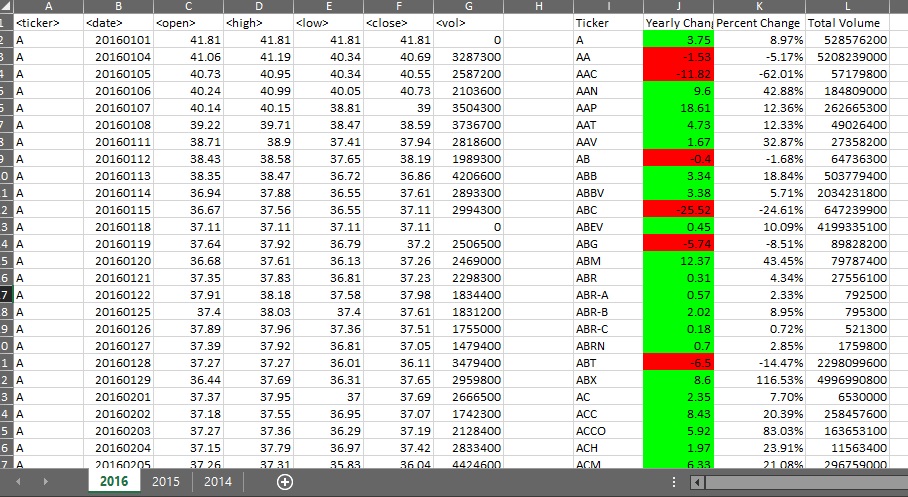 A B C D E F G H I J K L
<ticker> <date> <open> <high> <low> <close> <vol> Ticker Yearly Chang Percent Change Total Volume
2 A 20160101 41.81 41.81 41.81 41.81 0 A 3.75 8.97% 528576200
3 A 20160104 41.06 41.19 40.34 40.69 3287300 AA -1.53 -5.17% 5208239000
4 A 20160105 40.73 40.95 40.34 40.55 2587200 AAC -11.82 -62.01% 57179800
5 A 20160106 40.24 40.99 40.05 40.73 2103600 AAN 9.6 42.88% 184809000
6 A 20160107 40.14 40.15 38.81 39 3504300 AAP 18.61 12.36% 262665300
7 A 20160108 39.22 39.71 38.47 38.59 3736700 AAT 4.73 12.33% 49026400
8 A 20160111 38.71 38.9 37.41 37.94 2818600 AAV 1.67 32.87% 27358200
9 A 20160112 38.43 38.58 37.65 38.19 1989300 AB -0.4 -1.68% 64736300
0 A 20160113 38.35 38.47 36.72 36.86 4206600 ABB 3.34 18.84% 503779400
1 A 20160114 36.94 37.88 36.55 37.61 2893300 ABBV 3.38 5.71% 2034231800
2 A 20160115 36.67 37.56 36.55 37.11 2994300 ABC -25.52 -24.61% 647239900
3 A 20160118 37.11 37.11 37.11 37.11 0 ABEV 0.45 10.09% 4199335100
4 A 20160119 37.64 37.92 36.79 37.2 2506500 ABG -5.74 -8.51% 89828200
5 A 20160120 36.68 37.61 36.13 37.26 2469000 ABM 12.37 43.45% 79787400
6 A 20160121 37.35 37.83 36.81 37.23 2298300 ABR 0.31 4.34% 27556100
7 A 20160122 37.91 38.18 37.58 37.98 1834400 ABR-A 0.57 2.33% 792500
8 A 20160125 37.4 38.03 37.4 37.61 1831200 ABR-B 2.02 8.95% 795300
9 A 20160126 37.89 37.96 37.36 37.51 1755000 ABR-C 0.18 0.72% 521300
0 A 20160127 37.39 37.92 36.81 37.05 1479400 ABRN 0.7 2.85% 1759800
1 A 20160128 37.27 37.27 36.01 36.11 3479400 ABT -6.5 -14.47% 2298099600
2 A 20160129 36.44 37.69 36.31 37.65 2959800 ABX 8.6 116.53% 4996990800
3 A 20160201 37.37 37.95 37 37.69 2666500 AC 2.35 7.70% 6530000
4 A 20160202 37.18 37.55 36.95 37.07 1742300 ACC 8.43 20.39% 258457600
5 A 20160203 37.27 37.36 36.29 37.19 2128400 ACCO 5.92 83.03% 163653100
6 A 20160204 37.15 37.79 36.97 37.42 2833400 ACH 1.97 23.91% 11563400
7 A 20160205 37.26 37.31 35.83 36.04 4424600 ACM 6.33 21.08% 296759000
2016 2015 2014